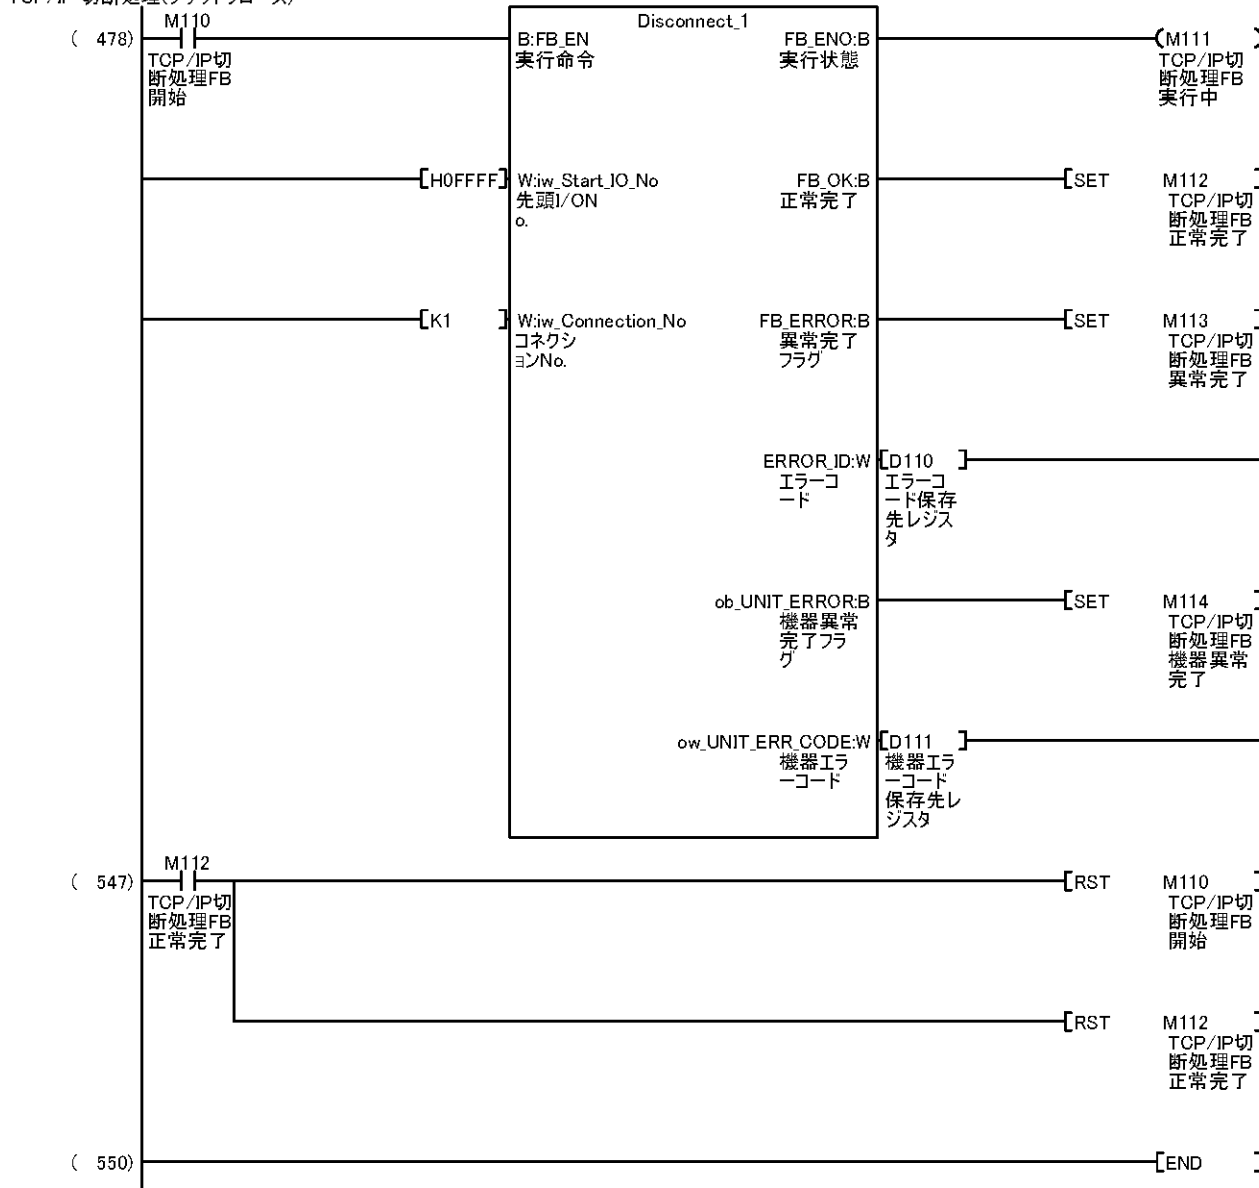 TCP/IP切断処理(アクティブクローズ)
M110
Disconnect_1
( 478)
B:FB_EN
FB_ENO:B
(M111 )
TCP/IP切
断処理FB
開始
実行命令
実行状態
TCP/IP切
断処理FB
実行中
[H0FFFF]
W:iw_Start_IO_No
FB_OK:B
[SET M112 ]
先頭I/ON
o.
正常完了
TCP/IP切
断処理FB
正常完了
[K1 ]
W:iw_Connection_No
FB_ERROR:B
[SET M113 ]
コネクシ
ョンNo.
異常完了
フラグ
TCP/IP切
断処理FB
異常完了
ERROR_ID:W
[D110 ]
エラーコ
ード
エラーコ
ード保存
先レジス
タ
ob_UNIT_ERROR:B
[SET M114 ]
機器異常
完了フラ
グ
TCP/IP切
断処理FB
機器異常
完了
ow_UNIT_ERR_CODE:W
[D111 ]
機器エラ
ーコード
機器エラ
ーコード
保存先レ
ジスタ
M112
( 547)
[RST M110 ]
TCP/IP切
断処理FB
正常完了
TCP/IP切
断処理FB
開始
[RST M112 ]
TCP/IP切
断処理FB
正常完了
( 550)
[END ]